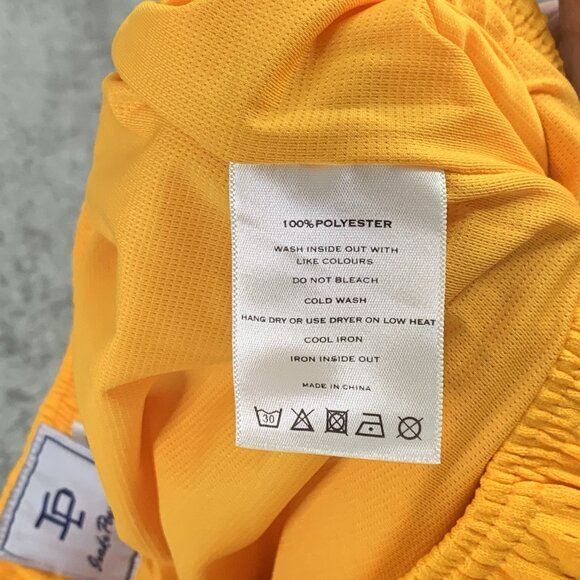 100%POLYESTER
WASH INSIDE OUT WITH
LIKE COLOURS
DO NOT BLEACH
COLD WASH
HANG DRY OR USE DRYER ON LOW HEAT
COOL IRON
IRON INSIDE OUT
MADE IN CHINA
30